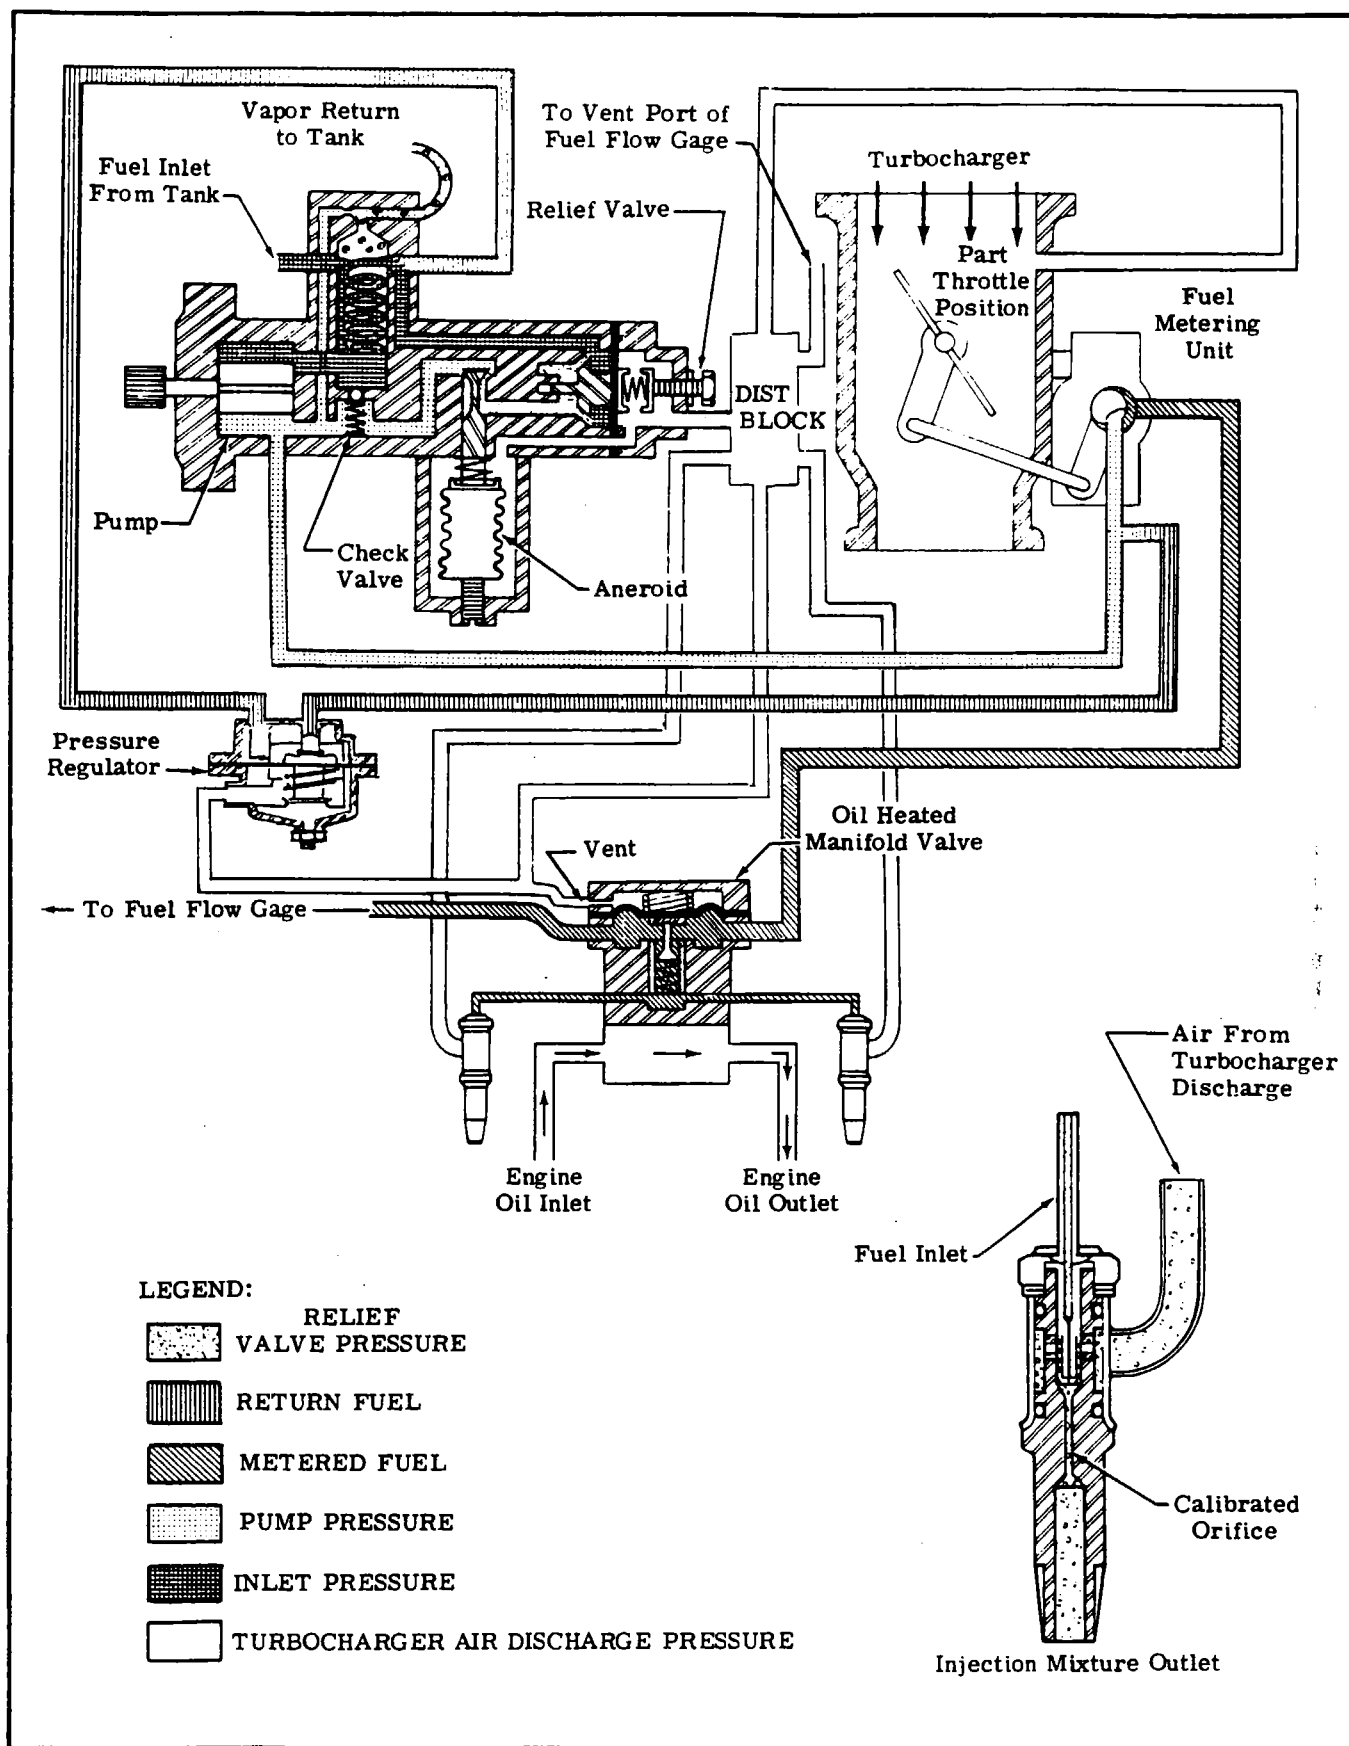 Vapor Return
to Tank
Fuel Inlet
From Tank
To Vent Port of
Fuel Flow Gage
Turbocharger
Relief Valve
Part
Throttle
Position
Fuel
Metering
Unit
DIST
BLOCK
Pump
Check
Valve
Aneroid
Pressure
Regulator
Oil Heated
Manifold Valve
Vent
To Fuel Flow Gage
Air From
Turbocharger
Discharge
Engine
Oil Inlet
Engine
Oil Outlet
Fuel Inlet
LEGEND:
RELIEF
VALVE PRESSURE
RETURN FUEL
METERED FUEL
PUMP PRESSURE
INLET PRESSURE
TURBOCHARGER AIR DISCHARGE PRESSURE
Calibrated
Orifice
Injection Mixture Outlet